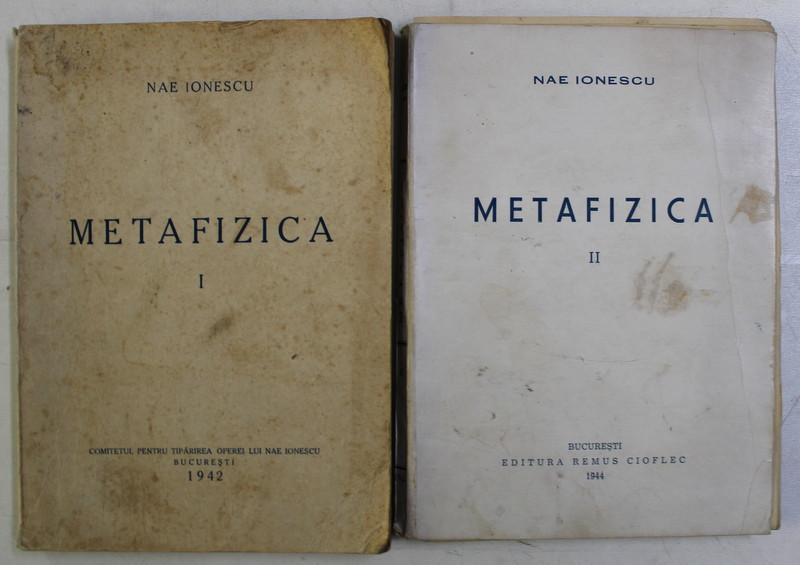 NAE IONESCU
METAFIZICA
I
COMITETUL PENTRU TIPĂRIREA OPEREI LUI NAE IONESCU
BUCUREȘTI
1942
NAE IONESCU
METAFIZICA
II
BUCUREȘTI
EDITURA REMUS CIOFLEC
1944